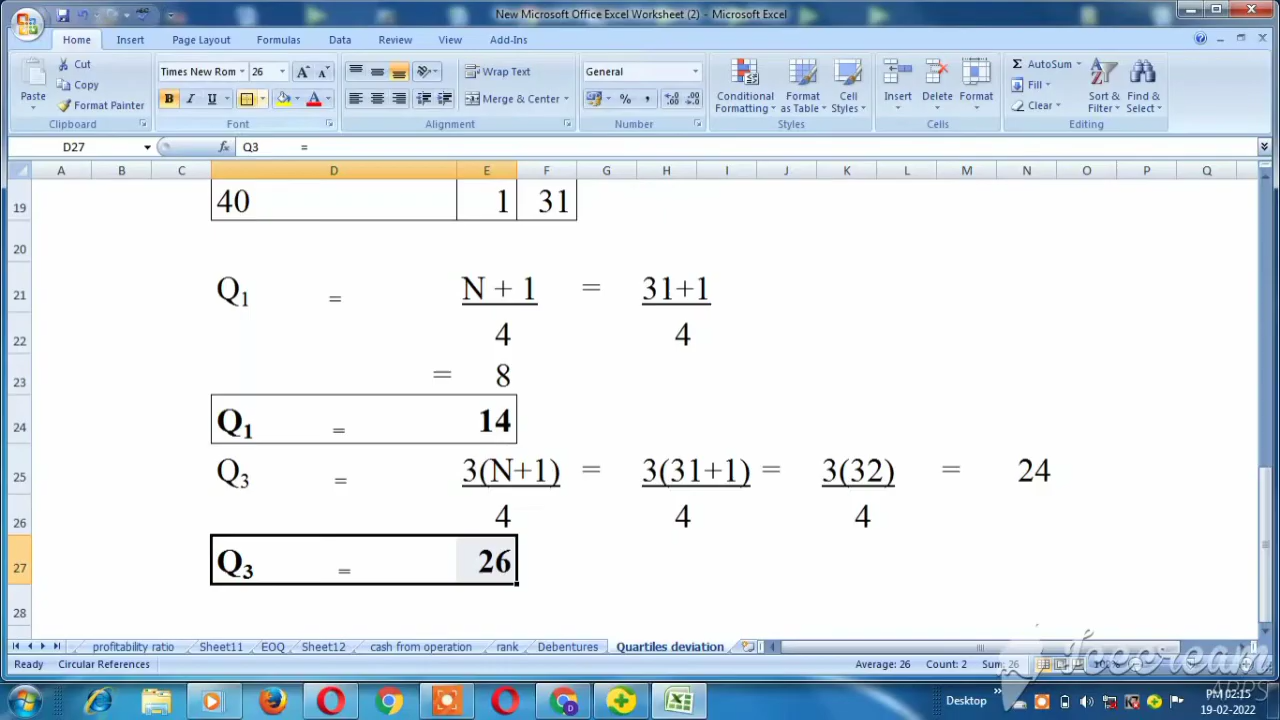 New Microsoft Office Excel Worksheet (2) - Microsoft Excel
Home Insert Page Layout Formulas Data Review View Add-Ins
Paste
Cut
Copy
Format Painter
Clipboard
Times New Rom 26
B I U
Font
Wrap Text
Merge & Center
Alignment
General
Number
Conditional Formatting
Format as Table
Cell Styles
Styles
Insert Delete Format
Cells
AutoSum
Fill
Clear
Sort & Filter
Find & Select
Editing
D27 fx Q3 =
A B C D E F G H I J K L M N O P Q
19 40 1 31
20
21 Q1 = N + 1 = 31+1
22 4 4
23 = 8
24 Q1 = 14
25 Q3 = 3(N+1) = 3(31+1) = 3(32) = 24
26 4 4 4
27 Q3 = 26
28
profitability ratio Sheet11 EOQ Sheet12 cash from operation rank Debentures Quartiles deviation
Ready Circular References Average: 26 Count: 2 Sum: 26
Desktop
PM 02:15
19-02-2022